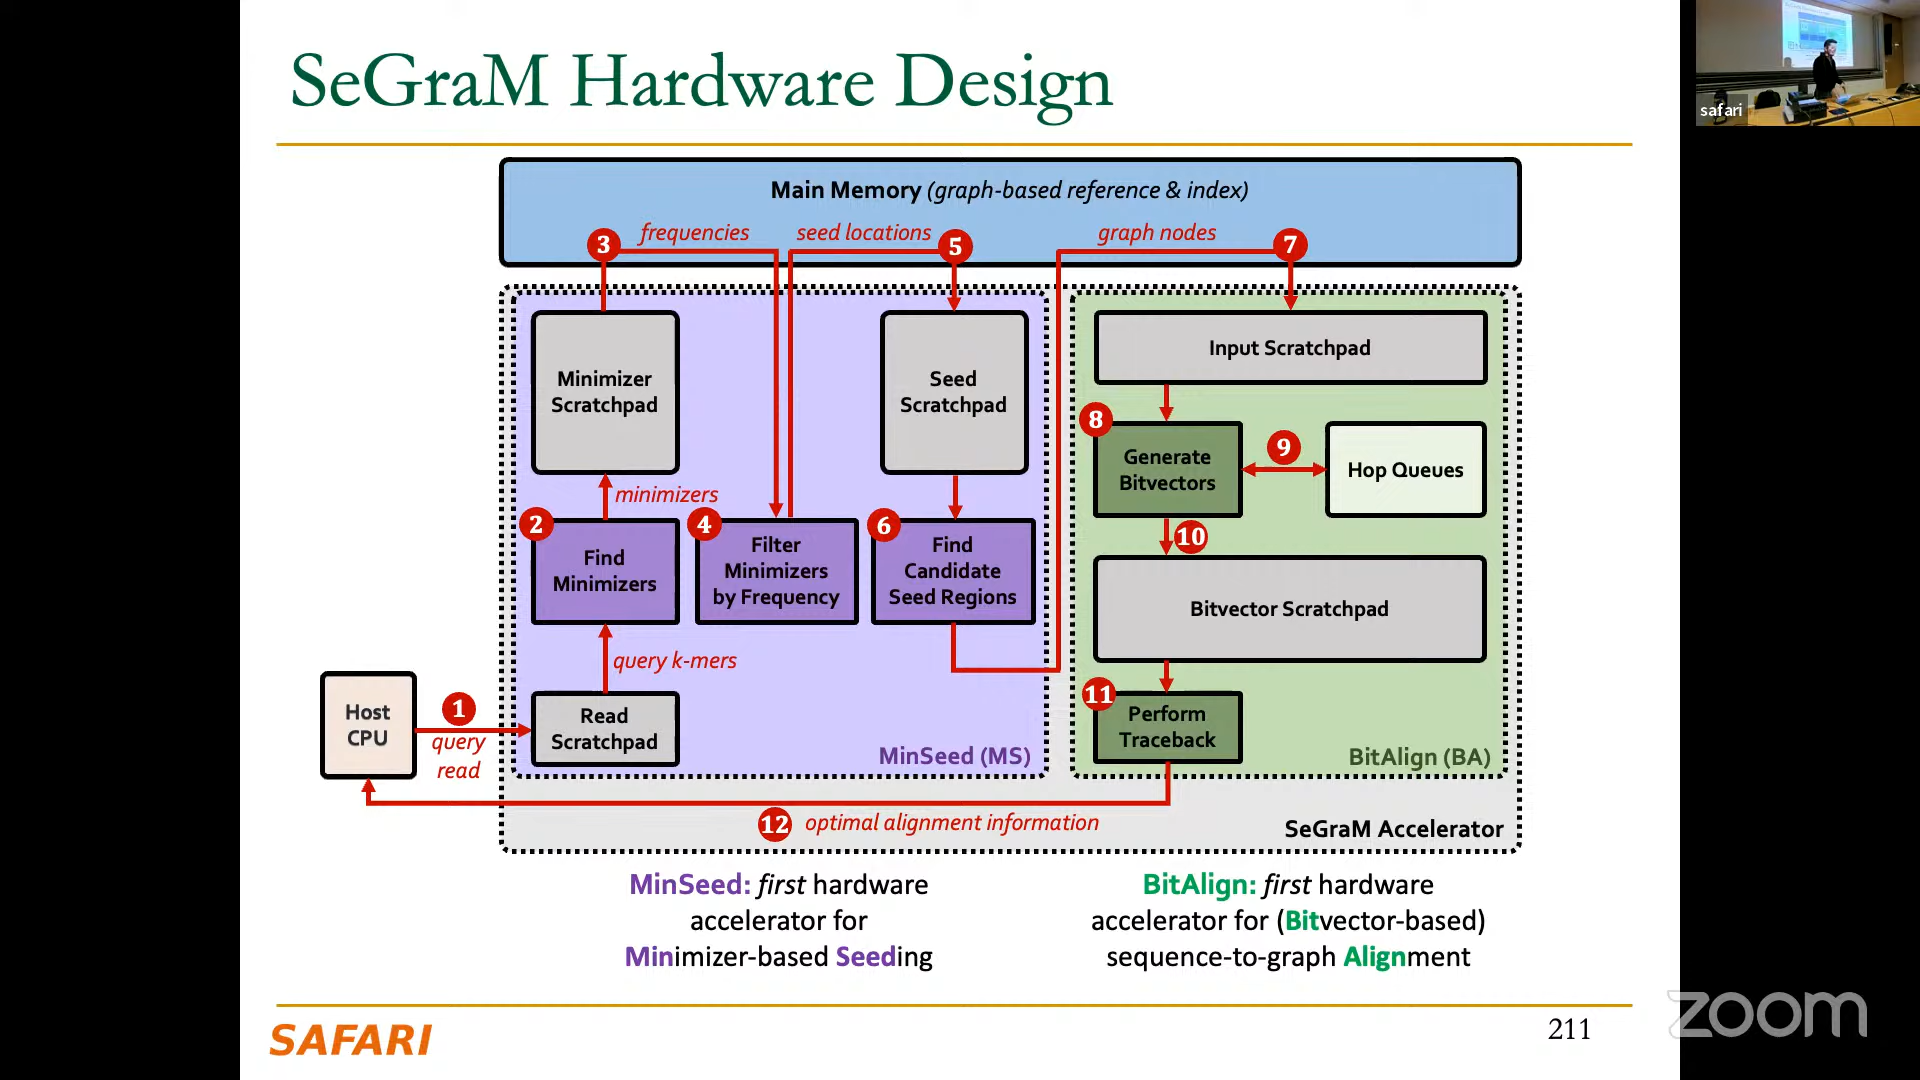 SeGraM Hardware Design
safari
Main Memory (graph-based reference & index)
3
frequencies
seed locations
5
graph nodes
7
Minimizer
Scratchpad
Seed
Scratchpad
Input Scratchpad
8
Generate
Bitvectors
9
Hop Queues
minimizers
2
Find
Minimizers
4
Filter
Minimizers
by Frequency
6
Find
Candidate
Seed Regions
10
Bitvector Scratchpad
query k-mers
Host
CPU
1
query
read
Read
Scratchpad
MinSeed (MS)
11
Perform
Traceback
BitAlign (BA)
12
optimal alignment information
SeGraM Accelerator
MinSeed: first hardware
accelerator for
Minimizer-based Seeding
BitAlign: first hardware
accelerator for (Bitvector-based)
sequence-to-graph Alignment
SAFARI
211
zoom